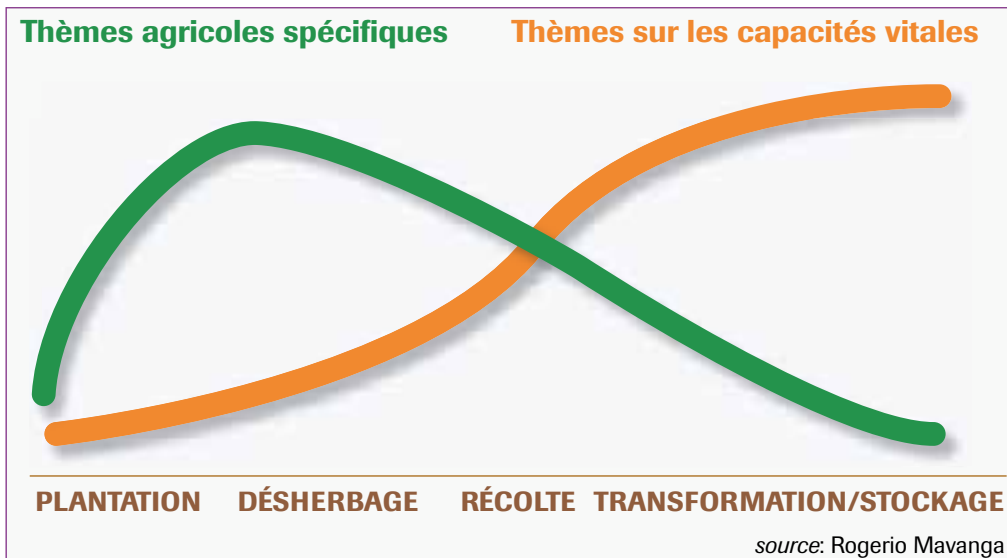 Thèmes agricoles spécifiques Thèmes sur les capacités vitales
PLANTATION DÉSHERBAGE RÉCOLTE TRANSFORMATION/STOCKAGE
source: Rogerio Mavanga